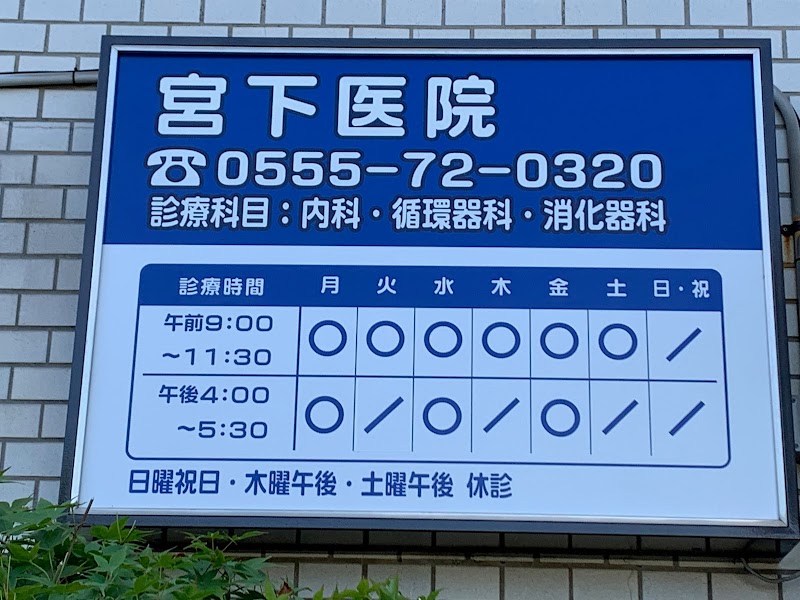 宮下医院
☎0555-72-0320
診療科目：内科・循環器科・消化器科
診療時間 月 火 水 木 金 土 日・祝
午前9:00 ～11:30 ○ ○ ○ ○ ○ ○ ／
午後4:00 ～5:30 ○ ／ ○ ／ ○ ／ ／
日曜祝日・木曜午後・土曜午後 休診